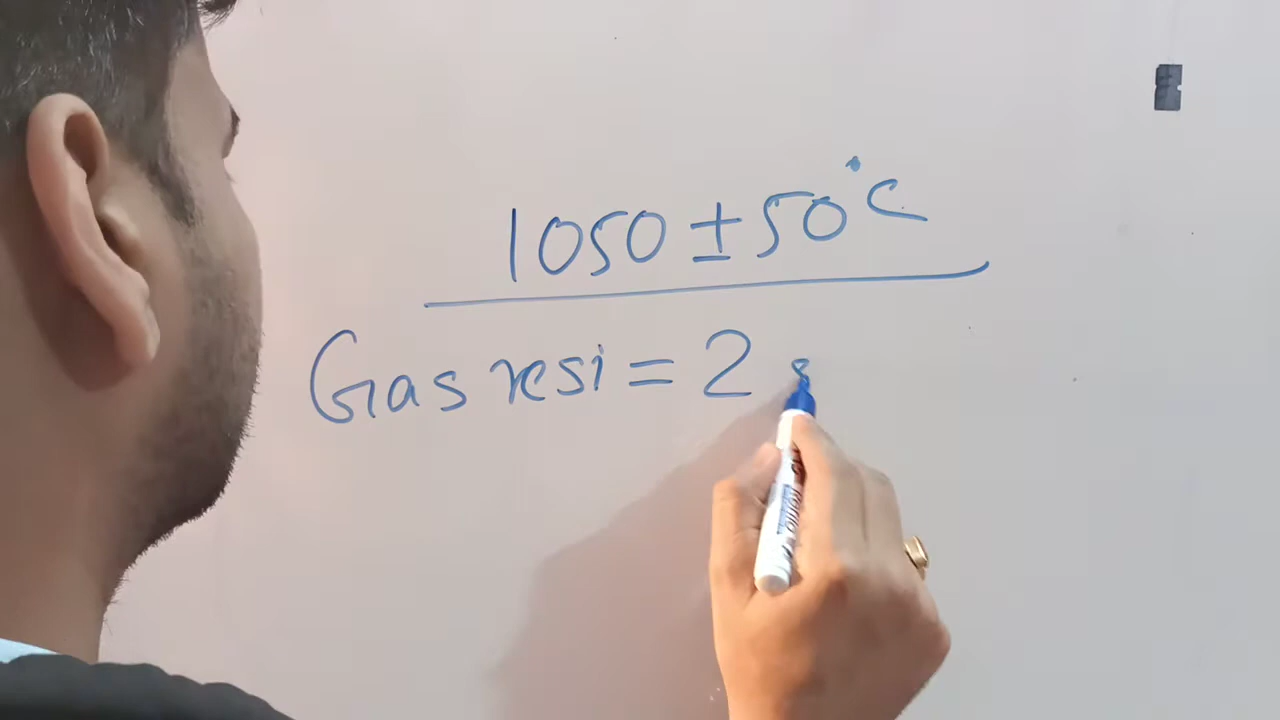 1050 ± 50°C
Gas resi = 2 s